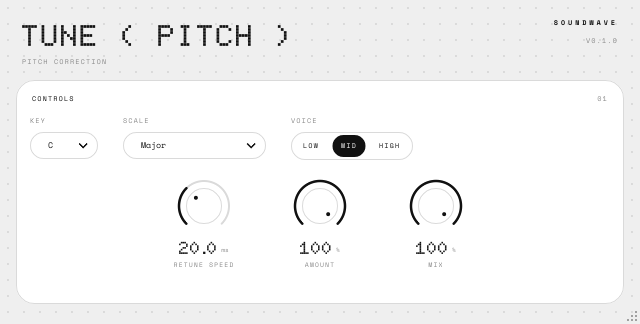 TUNE ( PITCH )
SOUNDWAVE
V0.1.0
PITCH CORRECTION
CONTROLS
01
KEY
SCALE
VOICE
C
Major
LOW
MID
HIGH
20.0 ms
100 %
100 %
RETUNE SPEED
AMOUNT
MIX